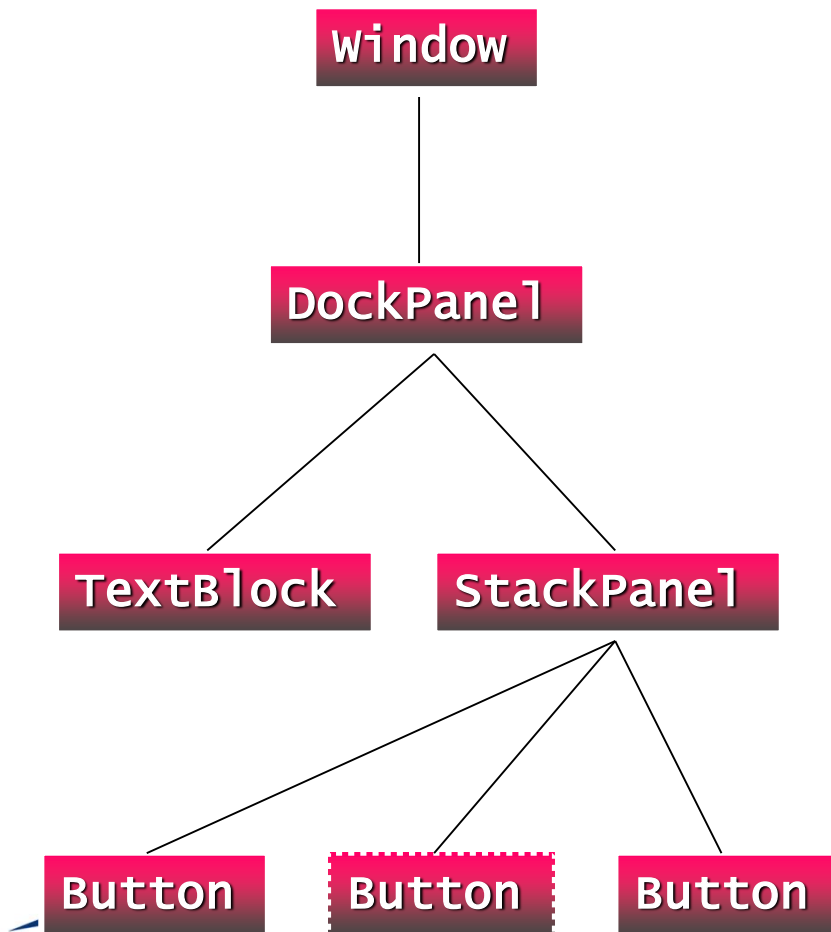 Window
DockPanel
TextBlock
StackPanel
Button
Button
Button